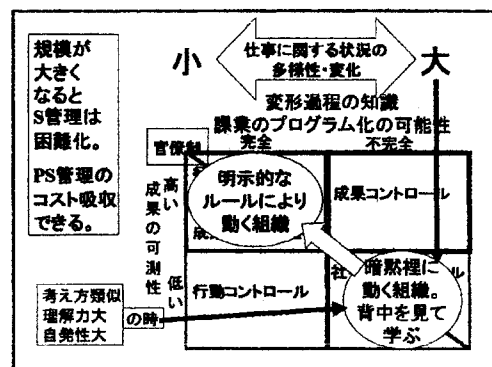 規模が
大きく
なると
S管理は
困難化。
PS管理の
コスト吸収
できる。
小
仕事に関する状況の
多様性・変化
大
変形過程の知識
課業のプログラム化の可能性
完全
不完全
官僚制
成果の可測性
高い
低い
明示的な
ルールにより
動く組織
成果コントロール
行動コントロール
暗黙裡に
動く組織。
背中を見て
学ぶ
考え方類似
理解力大
自発性大
の時